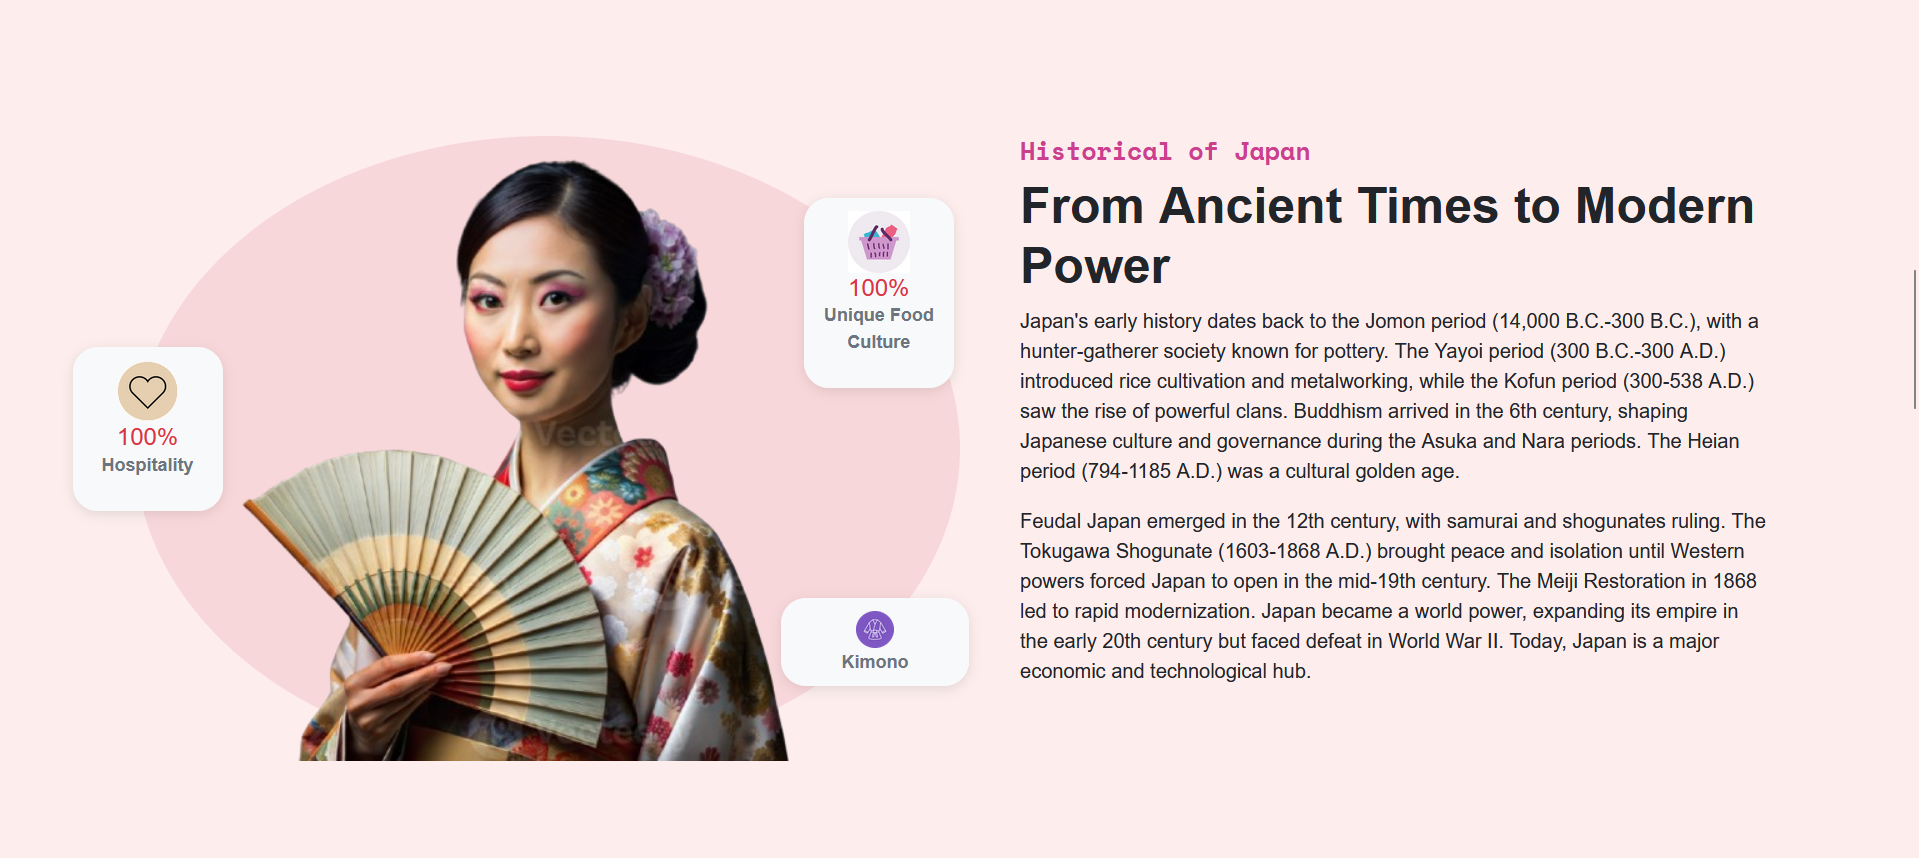 Historical of Japan
From Ancient Times to Modern
Power
Japan's early history dates back to the Jomon period (14,000 B.C.-300 B.C.), with a
hunter-gatherer society known for pottery. The Yayoi period (300 B.C.-300 A.D.)
introduced rice cultivation and metalworking, while the Kofun period (300-538 A.D.)
saw the rise of powerful clans. Buddhism arrived in the 6th century, shaping
Japanese culture and governance during the Asuka and Nara periods. The Heian
period (794-1185 A.D.) was a cultural golden age.
Feudal Japan emerged in the 12th century, with samurai and shogunates ruling. The
Tokugawa Shogunate (1603-1868 A.D.) brought peace and isolation until Western
powers forced Japan to open in the mid-19th century. The Meiji Restoration in 1868
led to rapid modernization. Japan became a world power, expanding its empire in
the early 20th century but faced defeat in World War II. Today, Japan is a major
economic and technological hub.
100%
Unique Food
Culture
100%
Hospitality
Kimono